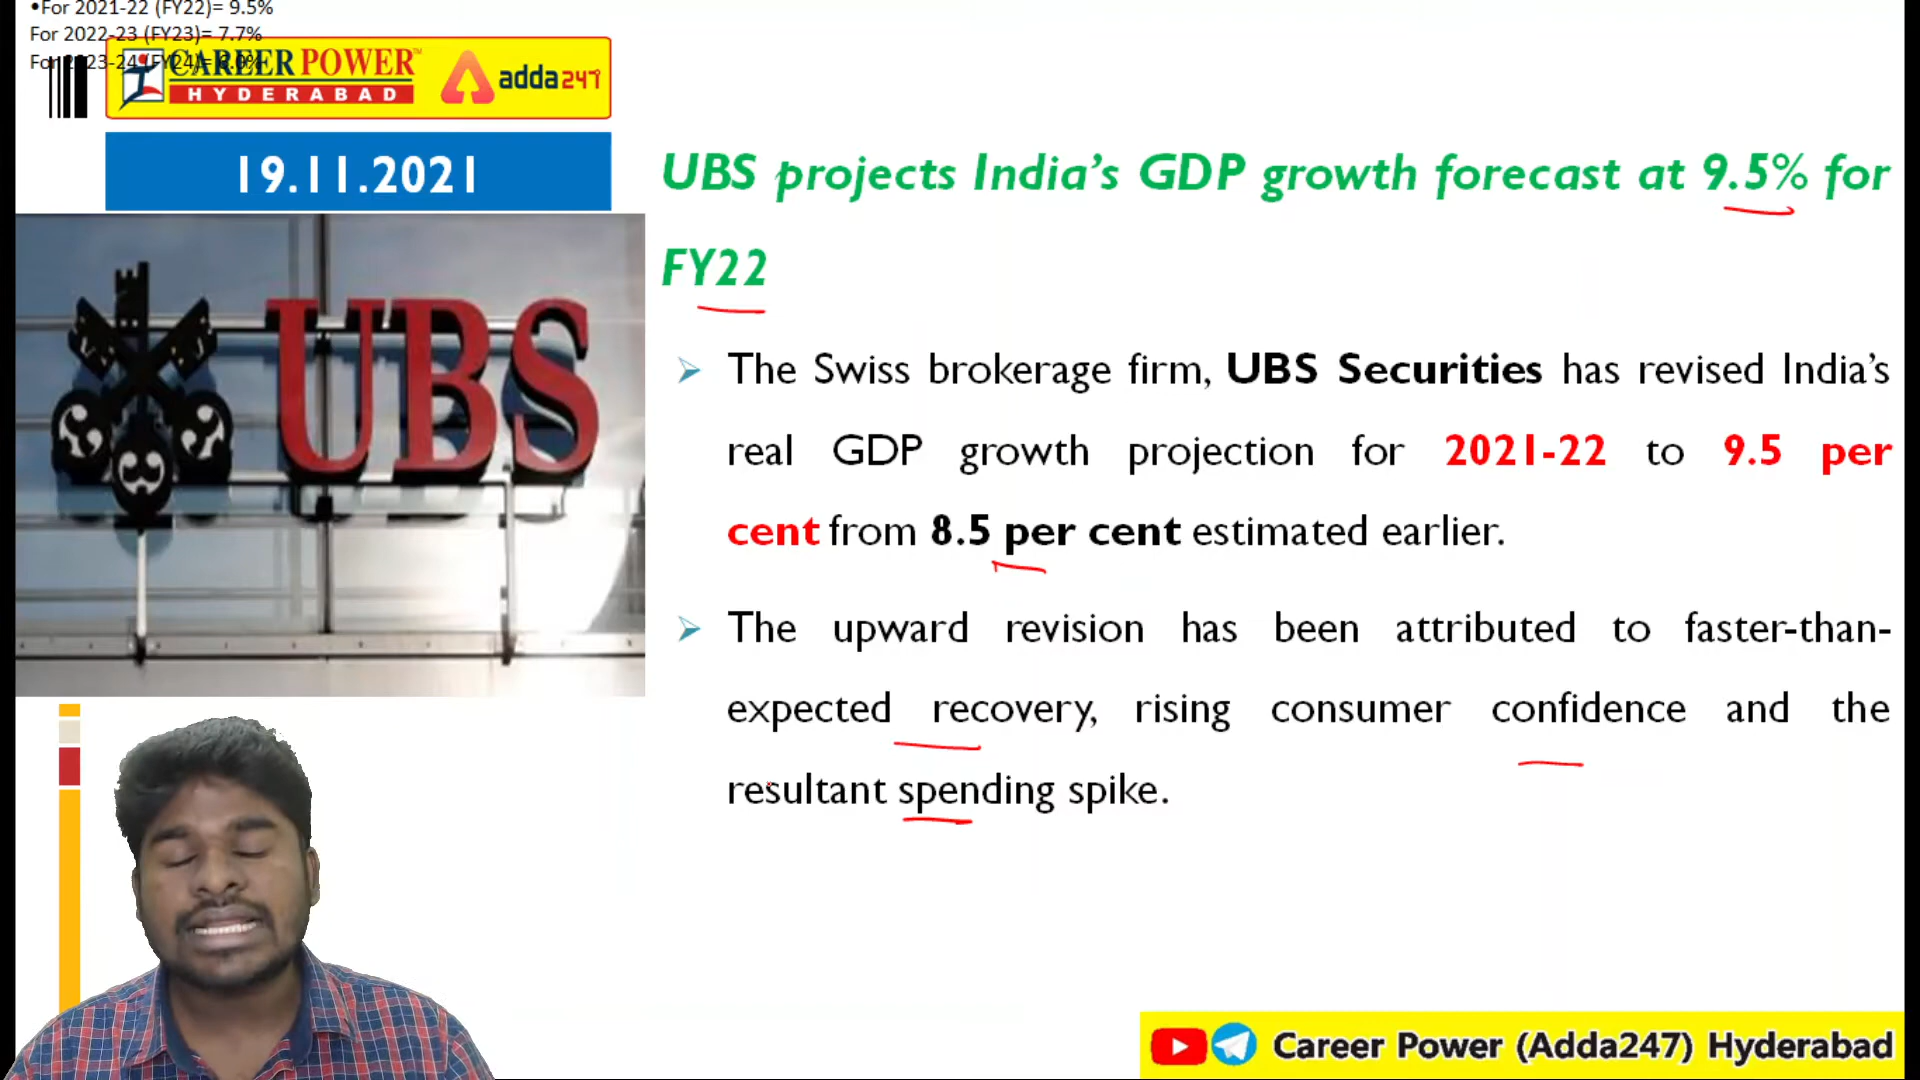 •For 2021-22 (FY22)= 9.5%
For 2022-23 (FY23)= 7.7%
For 2023-24 (FY24)=
CAREER POWER
HYDERABAD
adda247
19.11.2021
UBS
UBS projects India’s GDP growth forecast at 9.5% for
FY22
The Swiss brokerage firm, UBS Securities has revised India’s
real GDP growth projection for 2021-22 to 9.5 per
cent from 8.5 per cent estimated earlier.
The upward revision has been attributed to faster-than-
expected recovery, rising consumer confidence and the
resultant spending spike.
Career Power (Adda247) Hyderabad